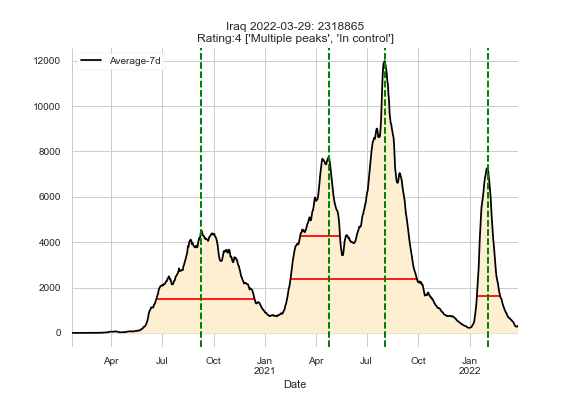 Iraq 2022-03-29: 2318865
Rating:4 ['Multiple peaks', 'In control']
Average-7d
12000
10000
8000
6000
4000
2000
0
Apr Jul Oct Jan Apr Jul Oct Jan
2021 2022
Date